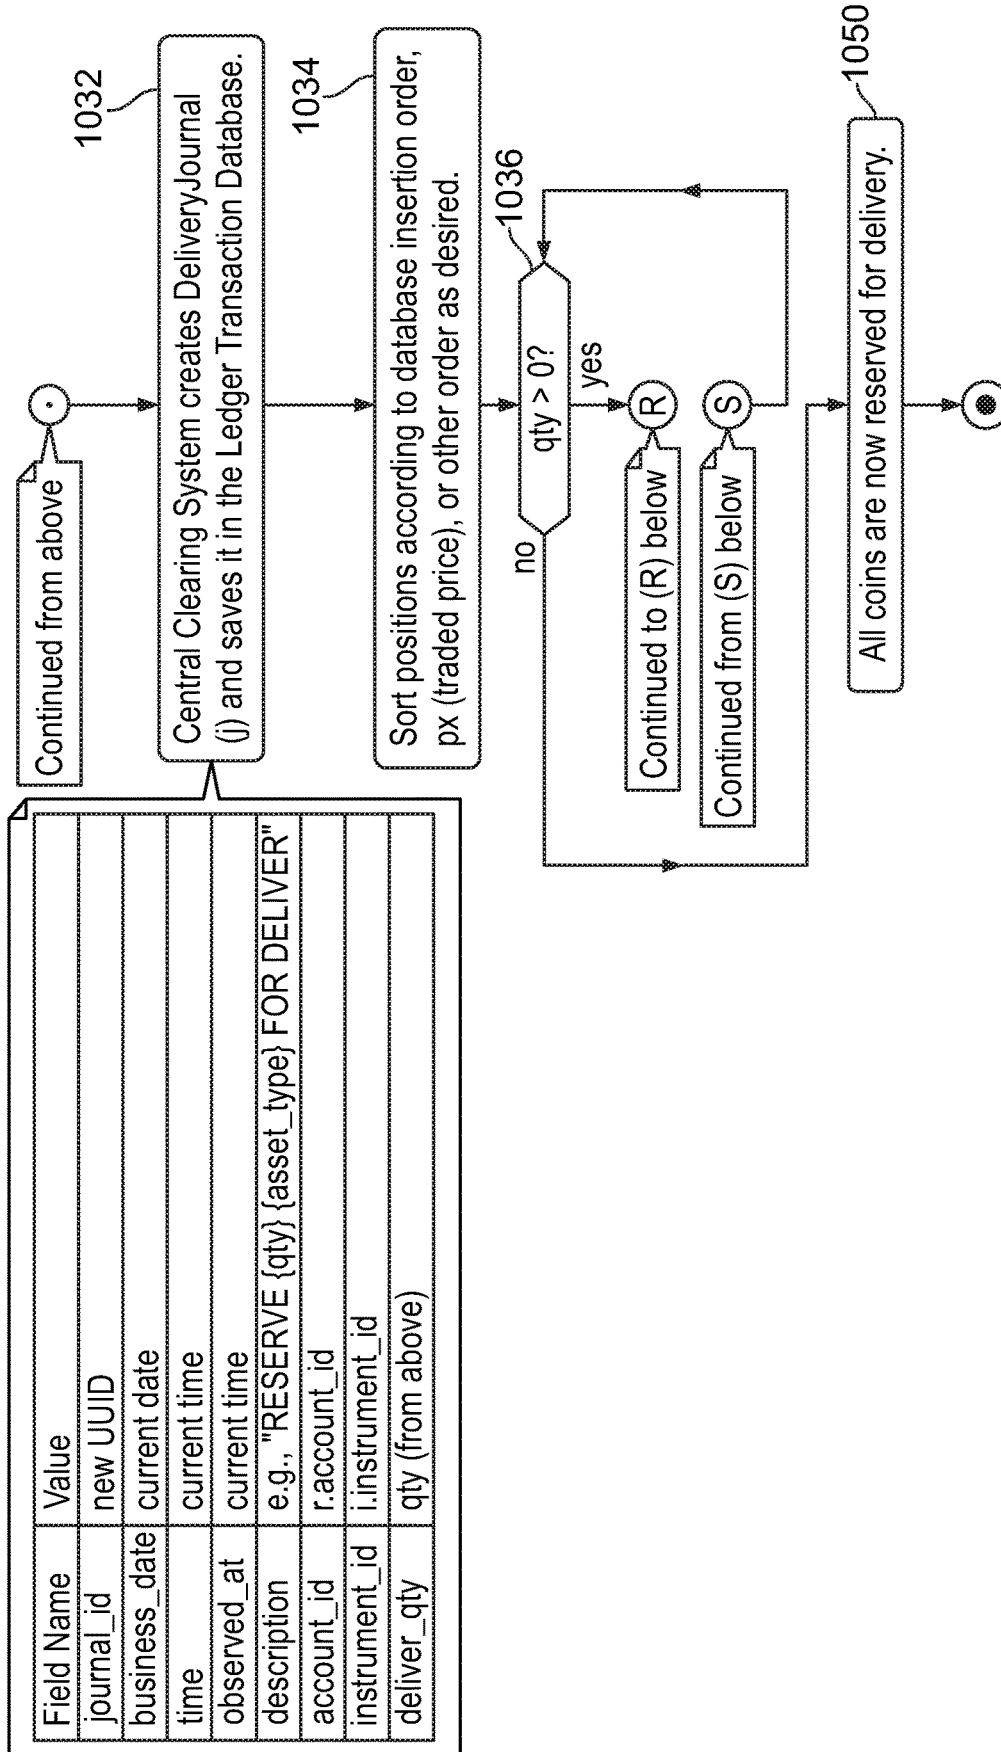 Continued from above
1032
Central Clearing System creates DeliveryJournal
(j) and saves it in the Ledger Transaction Database.
Field Name Value
journal_id new UUID
business_date current date
time current time
observed_at current time
description e.g., "RESERVE {qty} {asset_type} FOR DELIVER"
account_id r.account_id
instrument_id i.instrument_id
deliver_qty qty (from above)
1034
Sort positions according to database insertion order,
px (traded price), or other order as desired.
1036
qty > 0?
no
yes
R
Continued to (R) below
S
Continued from (S) below
1050
All coins are now reserved for delivery.